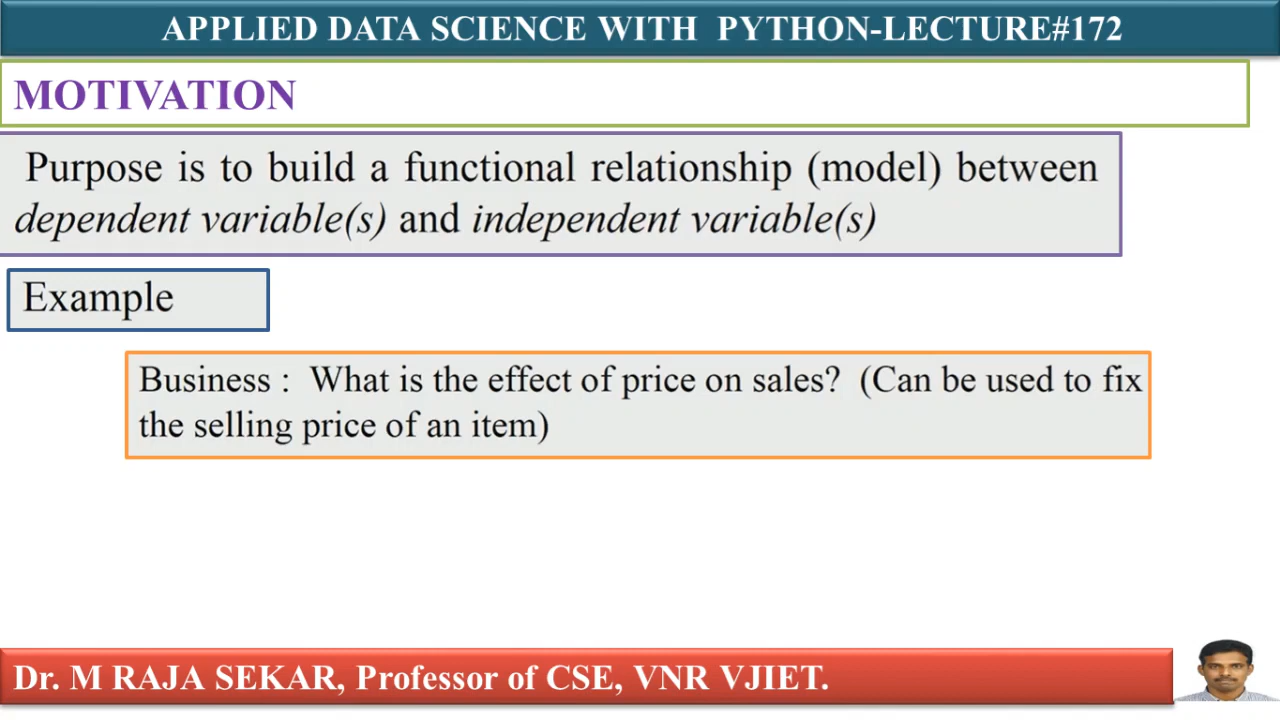 APPLIED DATA SCIENCE WITH PYTHON-LECTURE#172
MOTIVATION
Purpose is to build a functional relationship (model) between
dependent variable(s) and independent variable(s)
Example
Business : What is the effect of price on sales? (Can be used to fix
the selling price of an item)
Dr. M RAJA SEKAR, Professor of CSE, VNR VJIET.